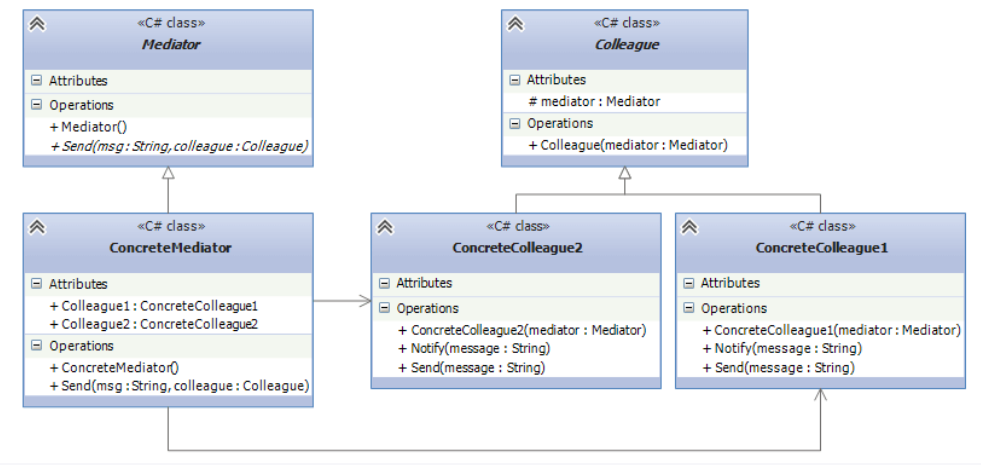 «C# class»
Mediator
Attributes
Operations
+ Mediator()
+ Send(msg : String, colleague : Colleague)
«C# class»
Colleague
Attributes
# mediator : Mediator
Operations
+ Colleague(mediator : Mediator)
«C# class»
ConcreteMediator
Attributes
+ Colleague1 : ConcreteColleague1
+ Colleague2 : ConcreteColleague2
Operations
+ ConcreteMediator()
+ Send(msg : String, colleague : Colleague)
«C# class»
ConcreteColleague2
Attributes
Operations
+ ConcreteColleague2(mediator : Mediator)
+ Notify(message : String)
+ Send(message : String)
«C# class»
ConcreteColleague1
Attributes
Operations
+ ConcreteColleague1(mediator : Mediator)
+ Notify(message : String)
+ Send(message : String)